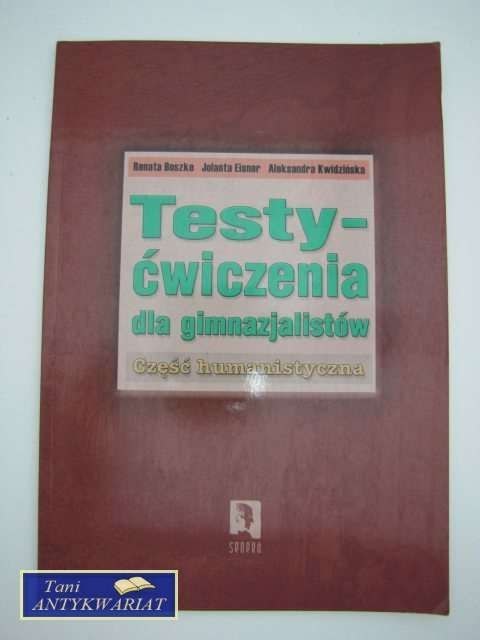 Renata Boszko Jolanta Eisner Aleksandra Kwidzińska
Testy-
ćwiczenia
dla gimnazjalistów
Część humanistyczna
Tani
ANTYKWARIAT